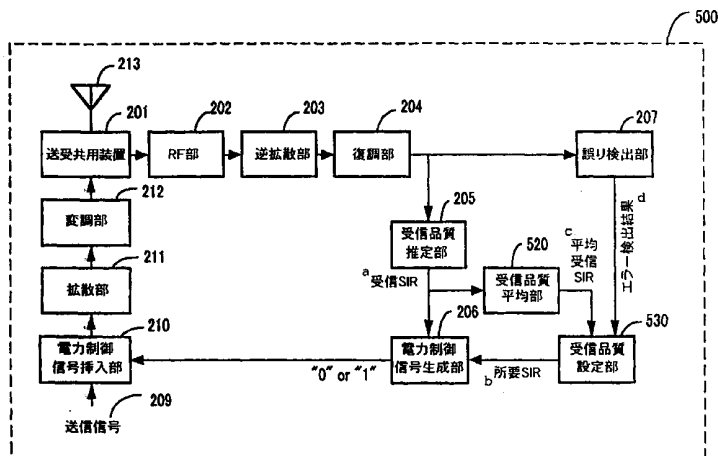 500
213
201
202
203
204
207
送受共用装置
RF部
逆拡散部
復調部
誤り検出部
212
変調部
205
受信品質
推定部
d
エラー検出結果
c
平均
受信
SIR
211
拡散部
a 受信SIR
520
受信品質
平均部
210
電力制御
信号挿入部
206
電力制御
信号生成部
530
受信品質
設定部
"0" or "1"
b 所要SIR
209
送信信号